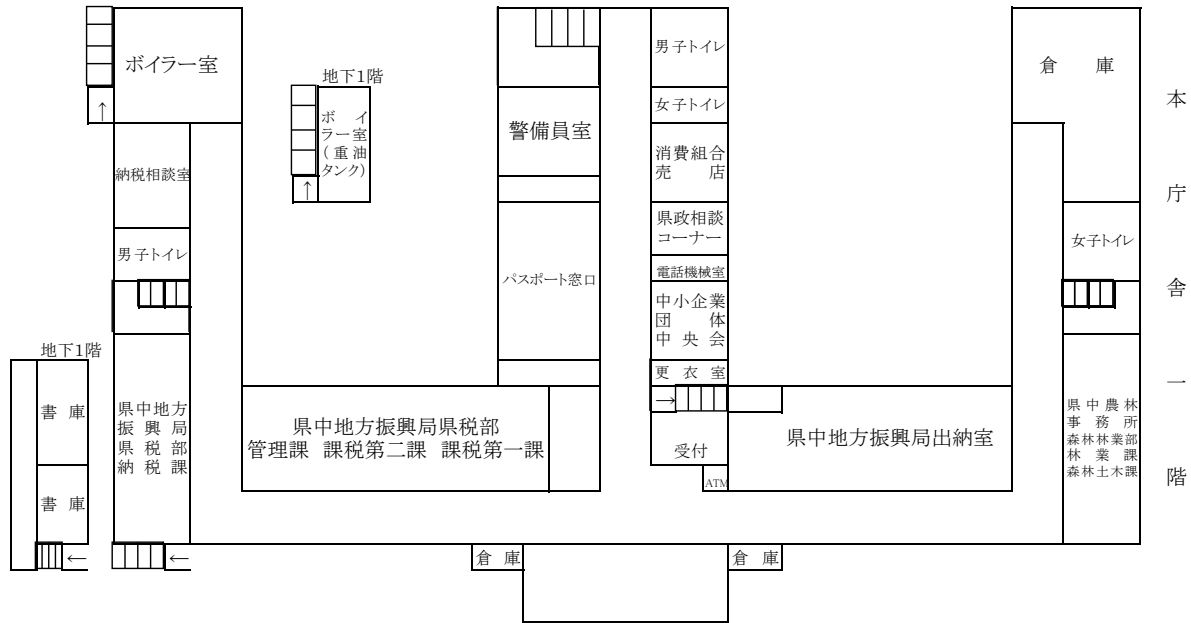 ボイラー室
↑
納税相談室
男子トイレ
地下1階
書庫
書庫
←
県中地方
振興局
県税部
納税課
←
地下1階
ボイ
ラー室
(重油
タンク)
↑
県中地方振興局県税部
管理課 課税第二課 課税第一課
警備員室
パスポート窓口
男子トイレ
女子トイレ
消費組合
売店
県政相談
コーナー
電話機械室
中小企業
団体
中央会
更衣室
→
受付
ATM
県中地方振興局出納室
倉庫
倉庫
倉庫
女子トイレ
県中農林
事務所
森林林業部
林業課
森林土木課
本庁舎一階